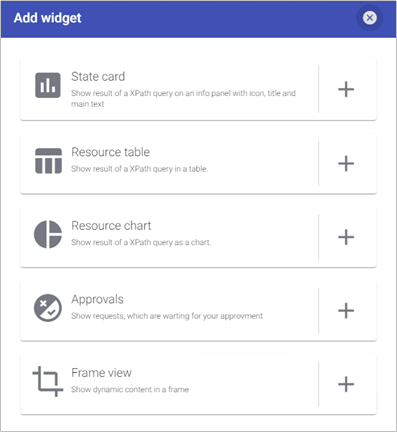 Add widget
State card
Show result of a XPath query on an info panel with icon, title and
main text
Resource table
Show result of a XPath query in a table.
Resource chart
Show result of a XPath query as a chart.
Approvals
Show requests, which are warting for your approvment
Frame view
Show dynamic content in a frame